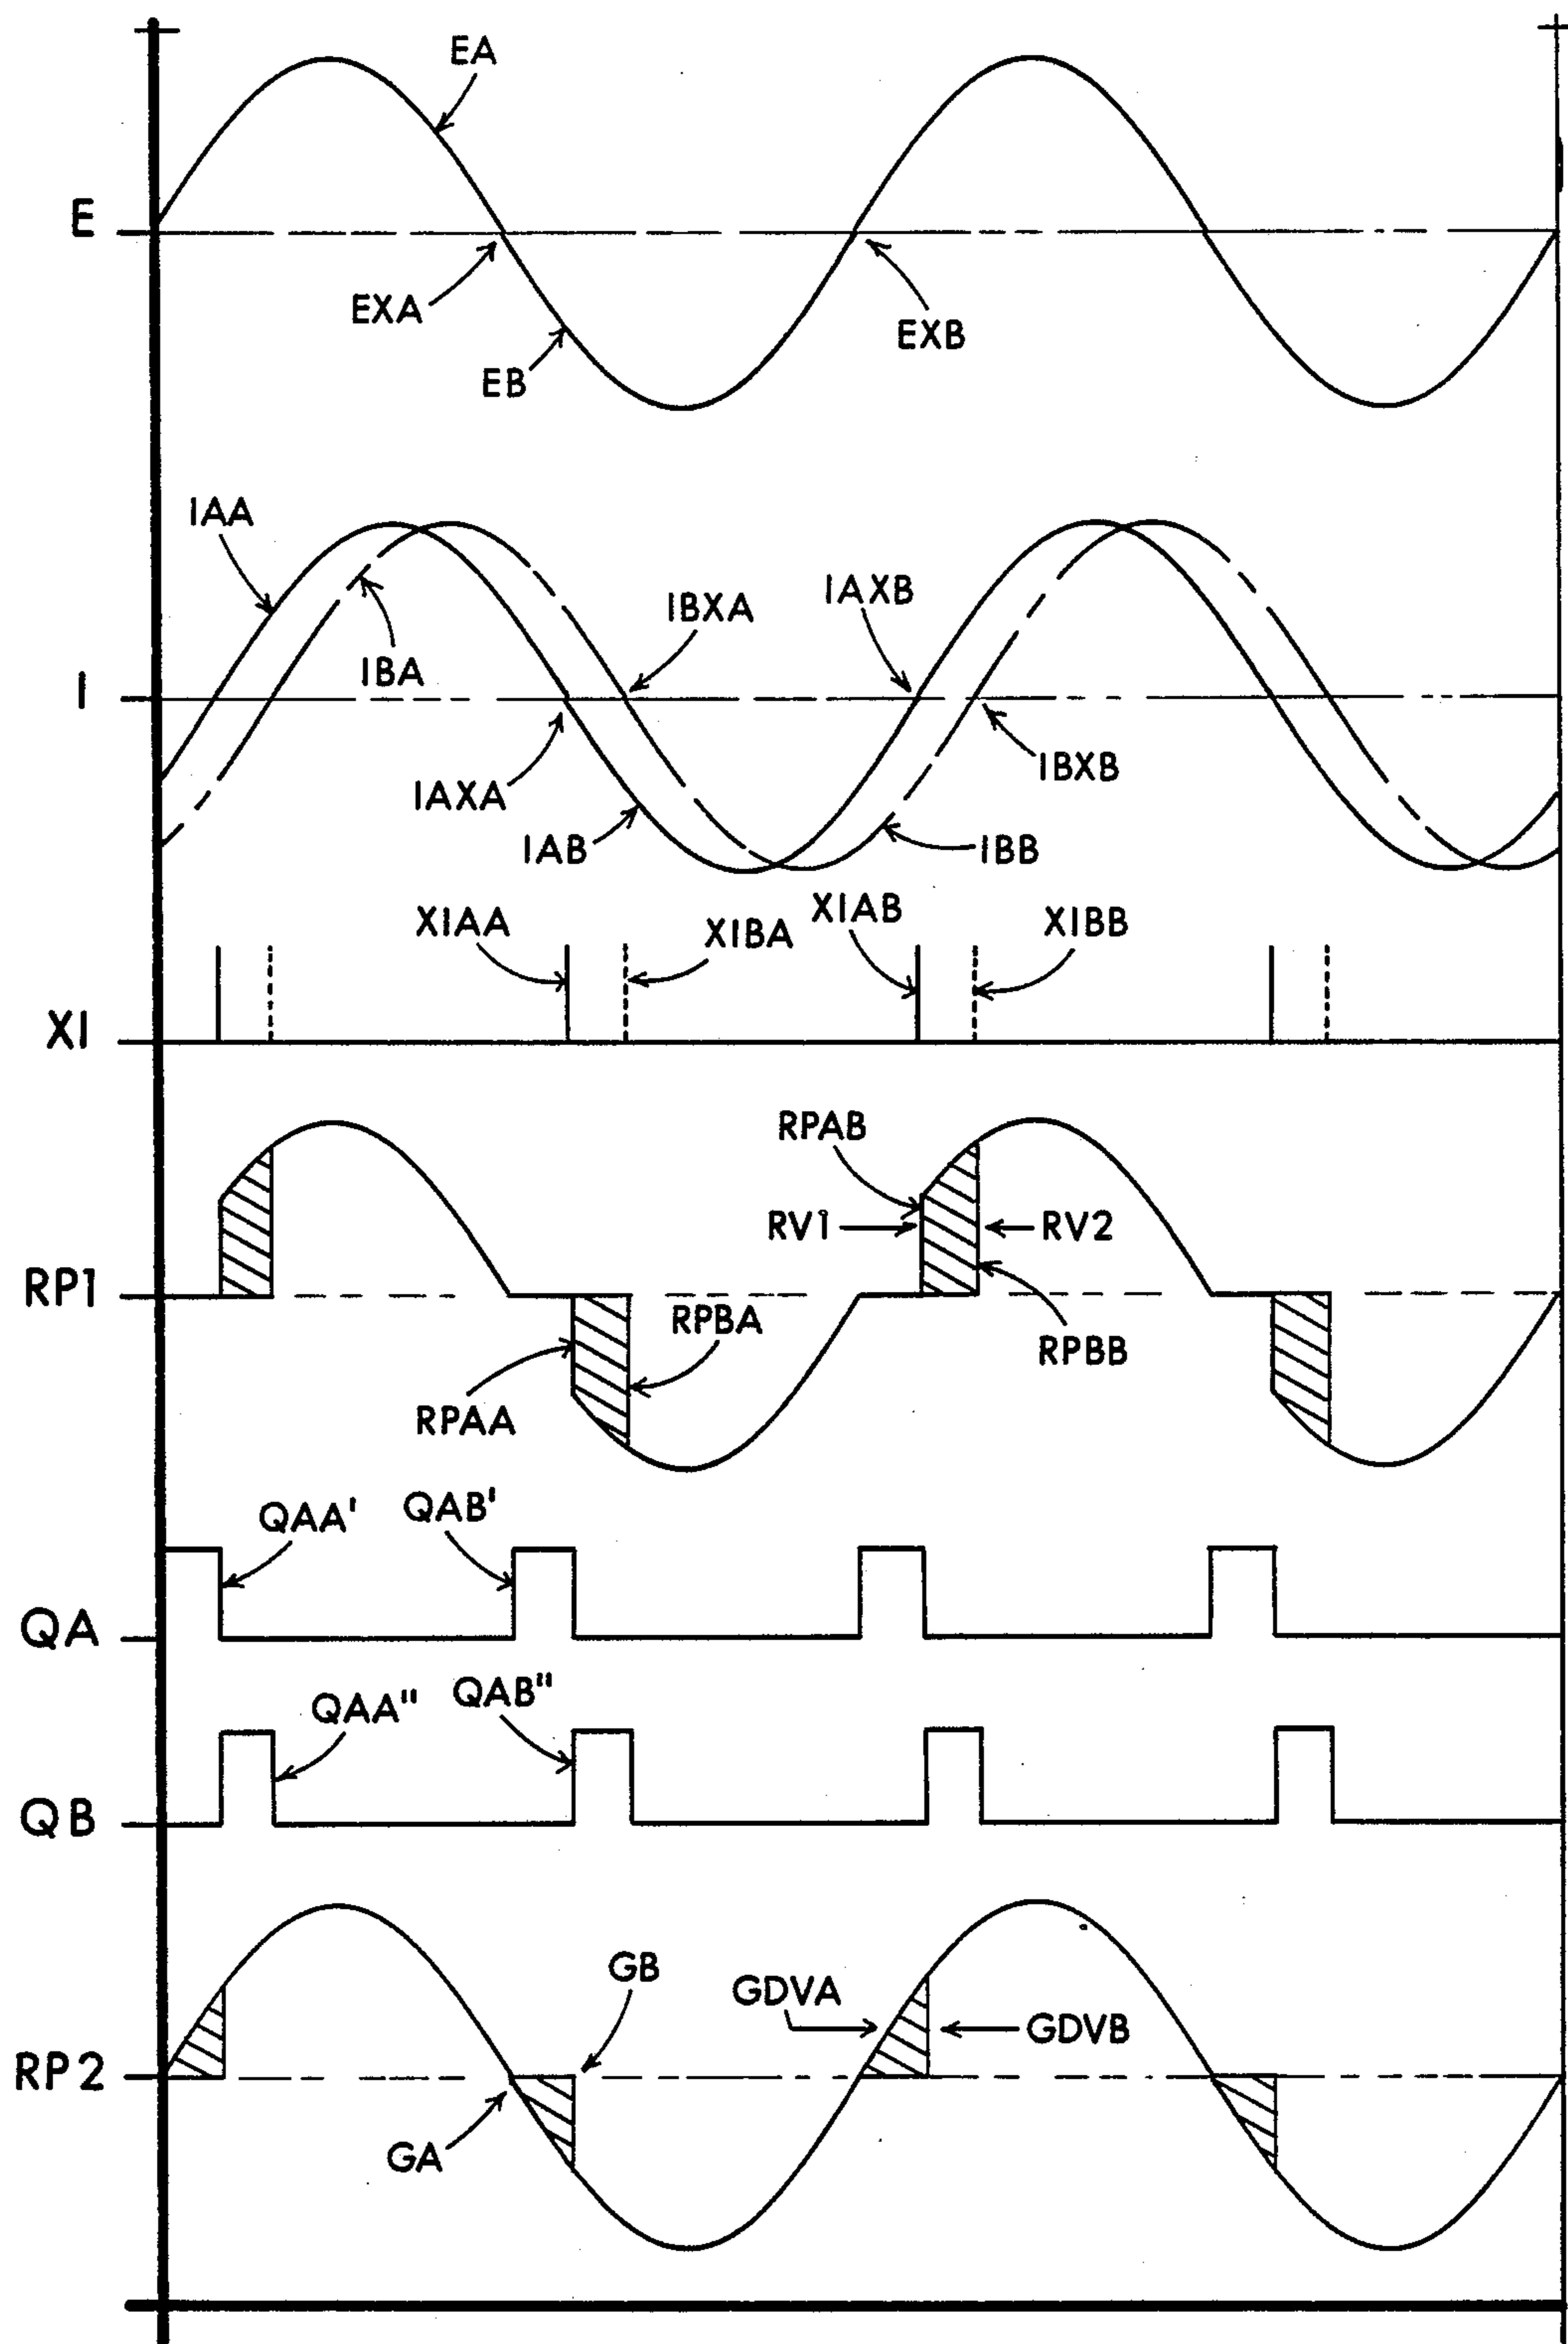 EA
E
EXA
EXB
EB
IAA
IBXA
IAXB
IBA
I
IAXA
IBXB
IAB
IBB
XIAA
XIBA
XIAB
XIBB
XI
RPAB
RV1
RV2
RP1
RPBA
RPBB
RPAA
QAA'
QAB'
QA
QAA"
QAB"
QB
GB
GDVA
GDVB
RP2
GA